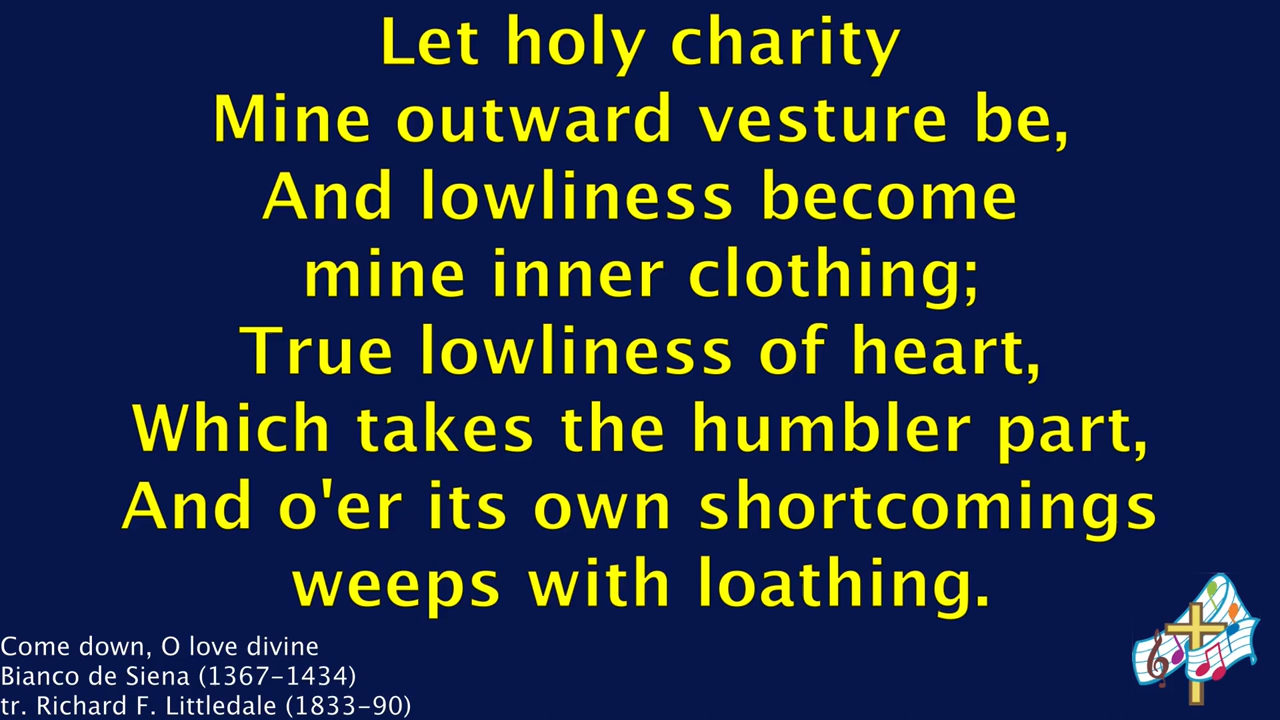 Let holy charity
Mine outward vesture be,
And lowliness become
mine inner clothing;
True lowliness of heart,
Which takes the humbler part,
And o'er its own shortcomings
weeps with loathing.
Come down, O love divine
Bianco de Siena (1367-1434)
tr. Richard F. Littledale (1833-90)